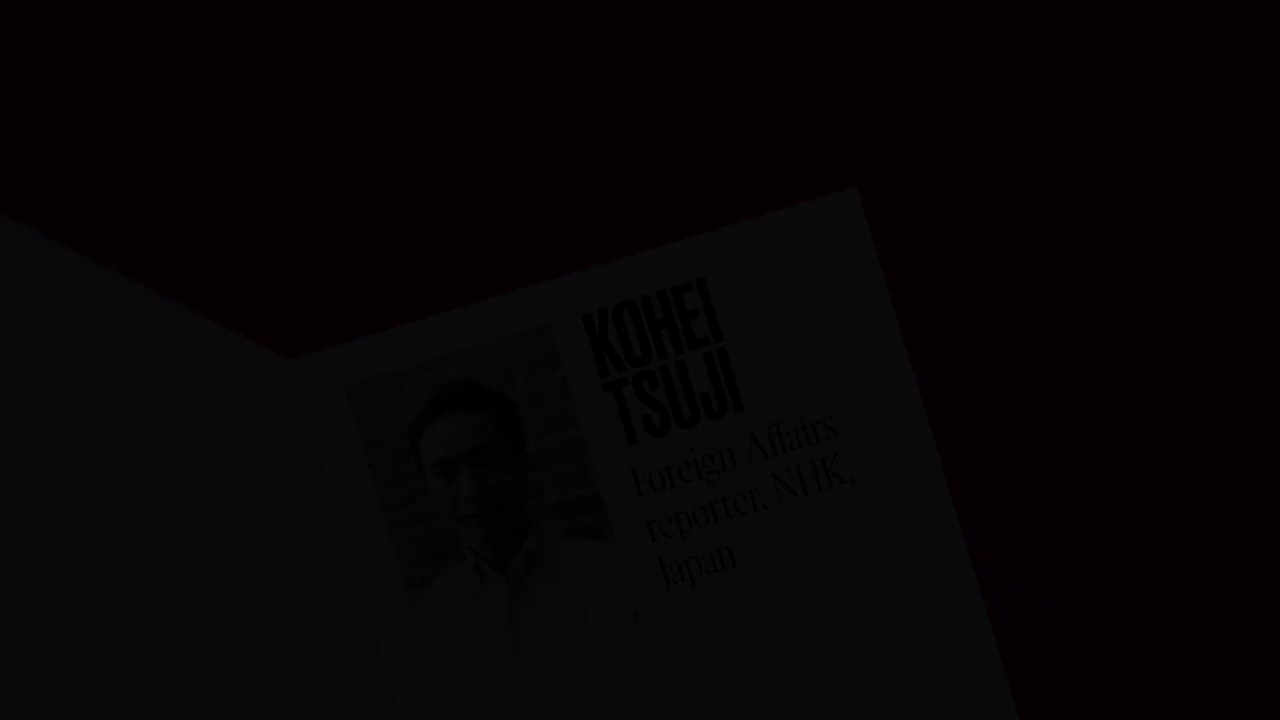 KOHEI
TSUJI
Foreign Affairs
reporter, NHK,
Japan